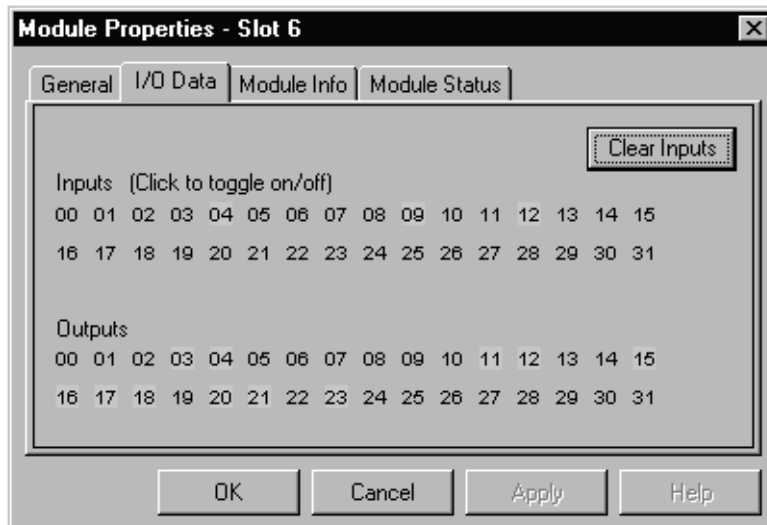 Module Properties - Slot 6
General I/O Data Module Info Module Status
Clear Inputs
Inputs (Click to toggle on/off)
00 01 02 03 04 05 06 07 08 09 10 11 12 13 14 15
16 17 18 19 20 21 22 23 24 25 26 27 28 29 30 31
Outputs
00 01 02 03 04 05 06 07 08 09 10 11 12 13 14 15
16 17 18 19 20 21 22 23 24 25 26 27 28 29 30 31
OK Cancel Apply Help